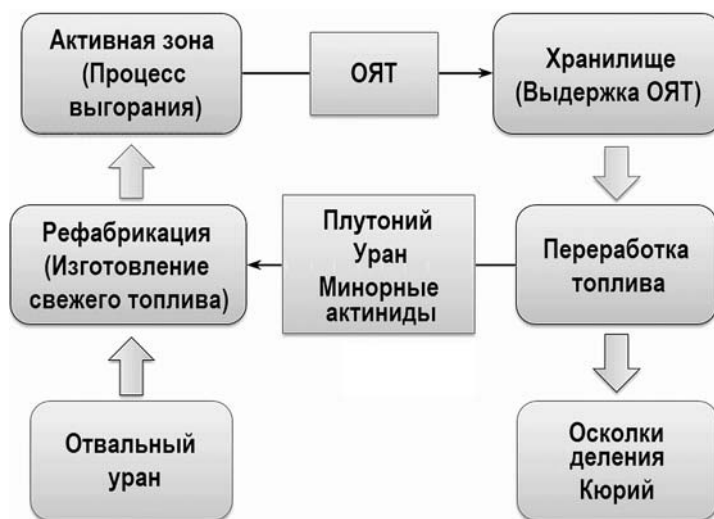 Активная зона
(Процесс
выгорания)
ОЯТ
Хранилище
(Выдержка ОЯТ)
Рефабрикация
(Изготовление
свежего топлива)
Плутоний
Уран
Минорные
актиниды
Переработка
топлива
Отвальный
уран
Осколки
деления
Кюрий